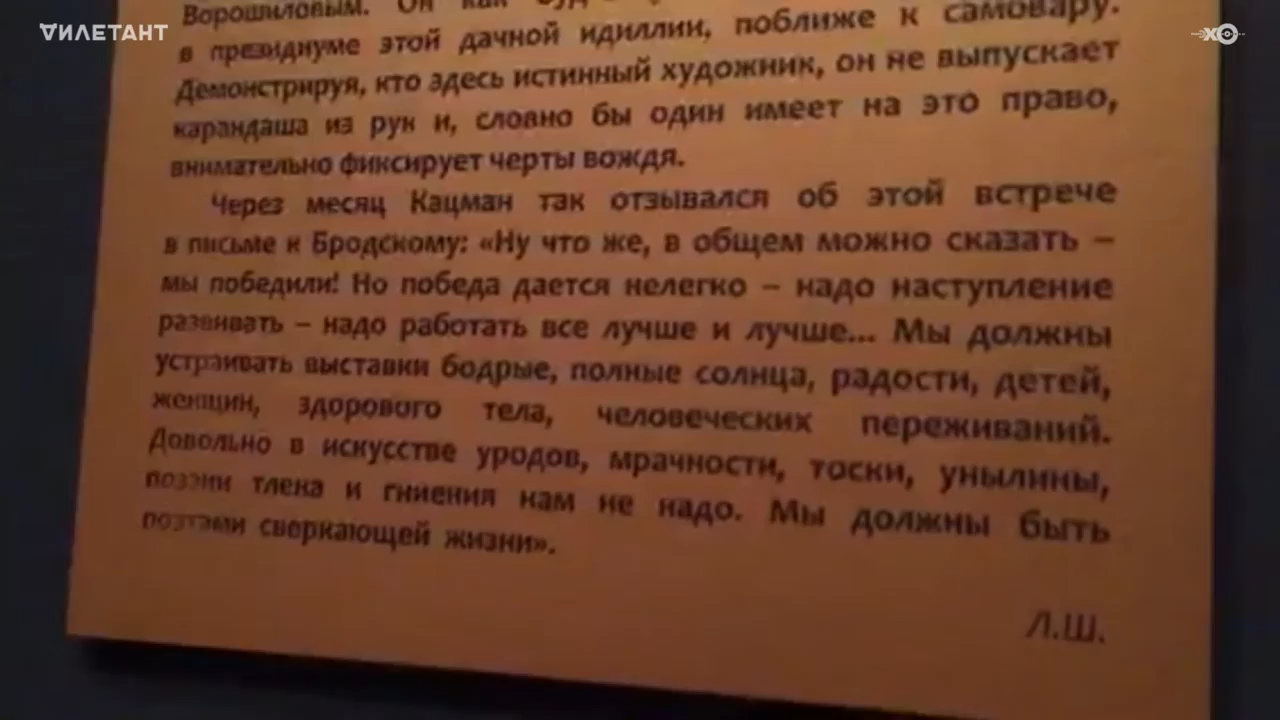 ДИЛЕТАНТ
ЭХО
Ворошиловым. Он как
в президиуме этой дачной идиллии, поближе к самовару.
Демонстрируя, кто здесь истинный художник, он не выпускает
карандаша из рук и, словно бы один имеет на это право,
внимательно фиксирует черты вождя.
Через месяц Кацман так отзывался об этой встрече
в письме к Бродскому: «Ну что же, в общем можно сказать –
мы победили! Но победа дается нелегко – надо наступление
развивать – надо работать все лучше и лучше... Мы должны
устраивать выставки бодрые, полные солнца, радости, детей,
женщин, здорового тела, человеческих переживаний.
Довольно в искусстве уродов, мрачности, тоски, унылины,
поэзии тлена и гниения нам не надо. Мы должны быть
поэтами сверкающей жизни».
Л.Ш.